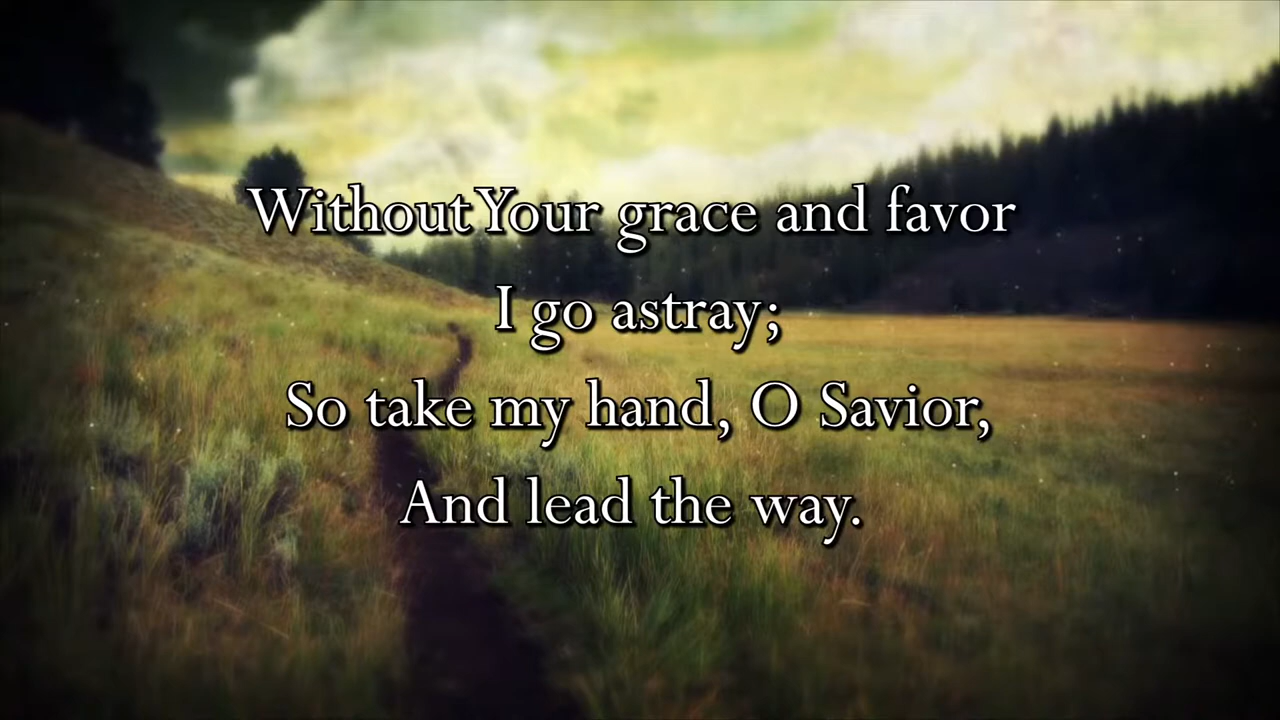 Without Your grace and favor
I go astray;
So take my hand, O Savior,
And lead the way.